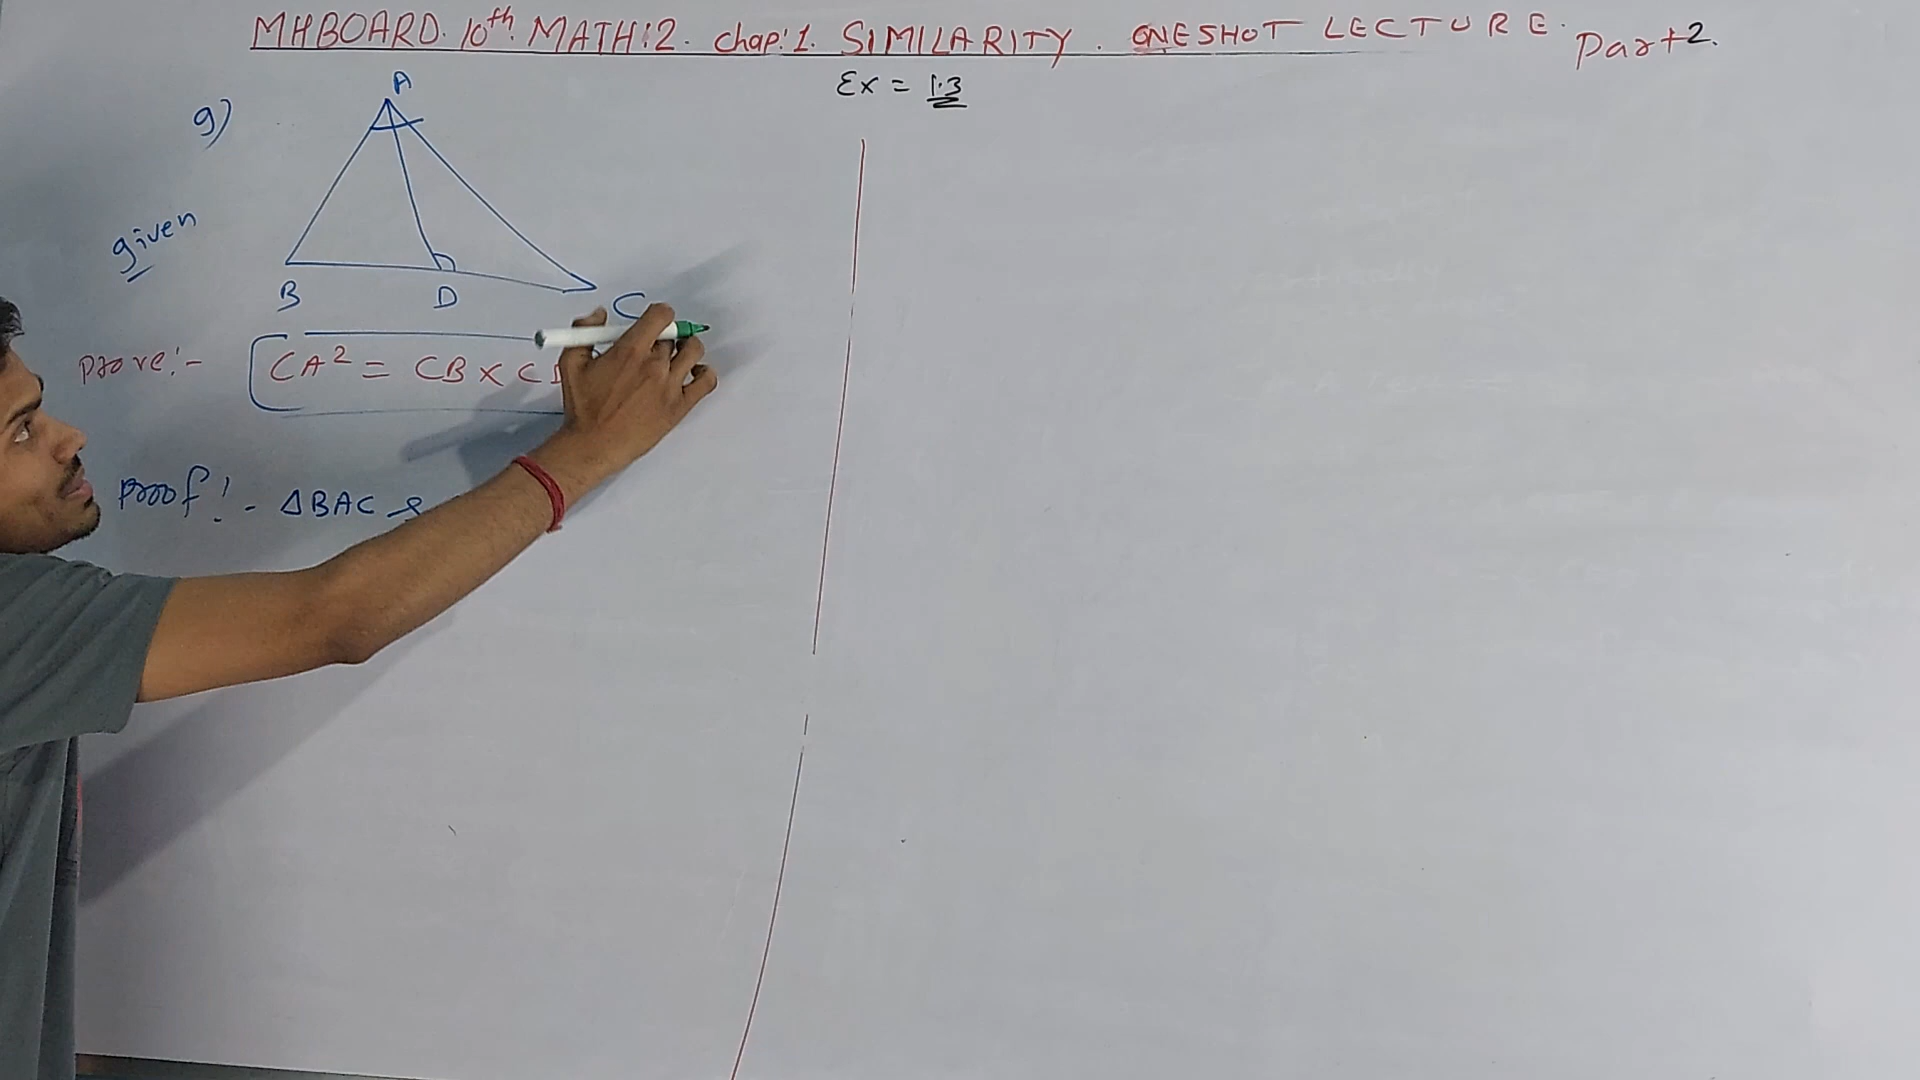 MHBOARD. 10th. MATH:2. chap:1. SIMILARITY. ONESHOT LECTURE. Part 2.
Ex = 1.3
9)
A
given
B D C
Prove:- CA² = CB X CD
Proof:- ΔBAC &